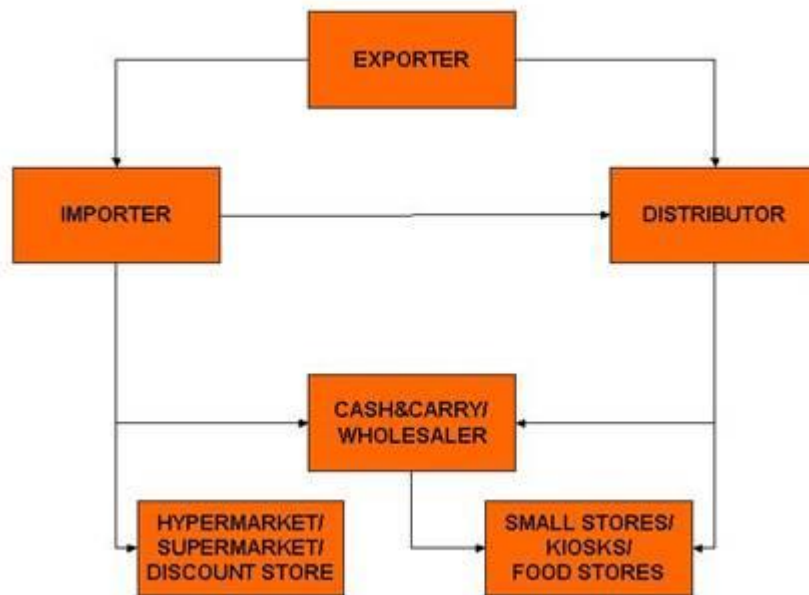 EXPORTER
IMPORTER
DISTRIBUTOR
CASH&CARRY/
WHOLESALER
HYPERMARKET/
SUPERMARKET/
DISCOUNT STORE
SMALL STORES/
KIOSKS/
FOOD STORES